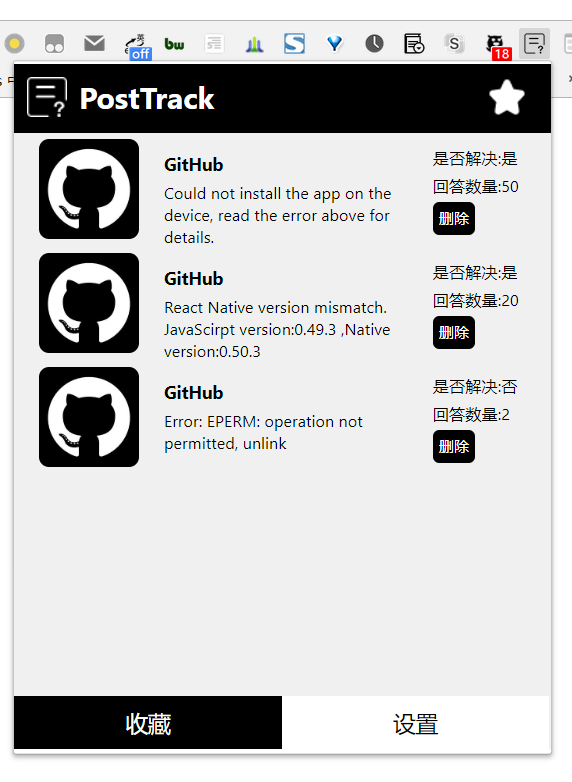 英
off
bw
S
S
18
PostTrack
GitHub
Could not install the app on the
device, read the error above for
details.
是否解决:是
回答数量:50
删除
GitHub
React Native version mismatch.
JavaScirpt version:0.49.3 ,Native
version:0.50.3
是否解决:是
回答数量:20
删除
GitHub
Error: EPERM: operation not
permitted, unlink
是否解决:否
回答数量:2
删除
收藏
设置